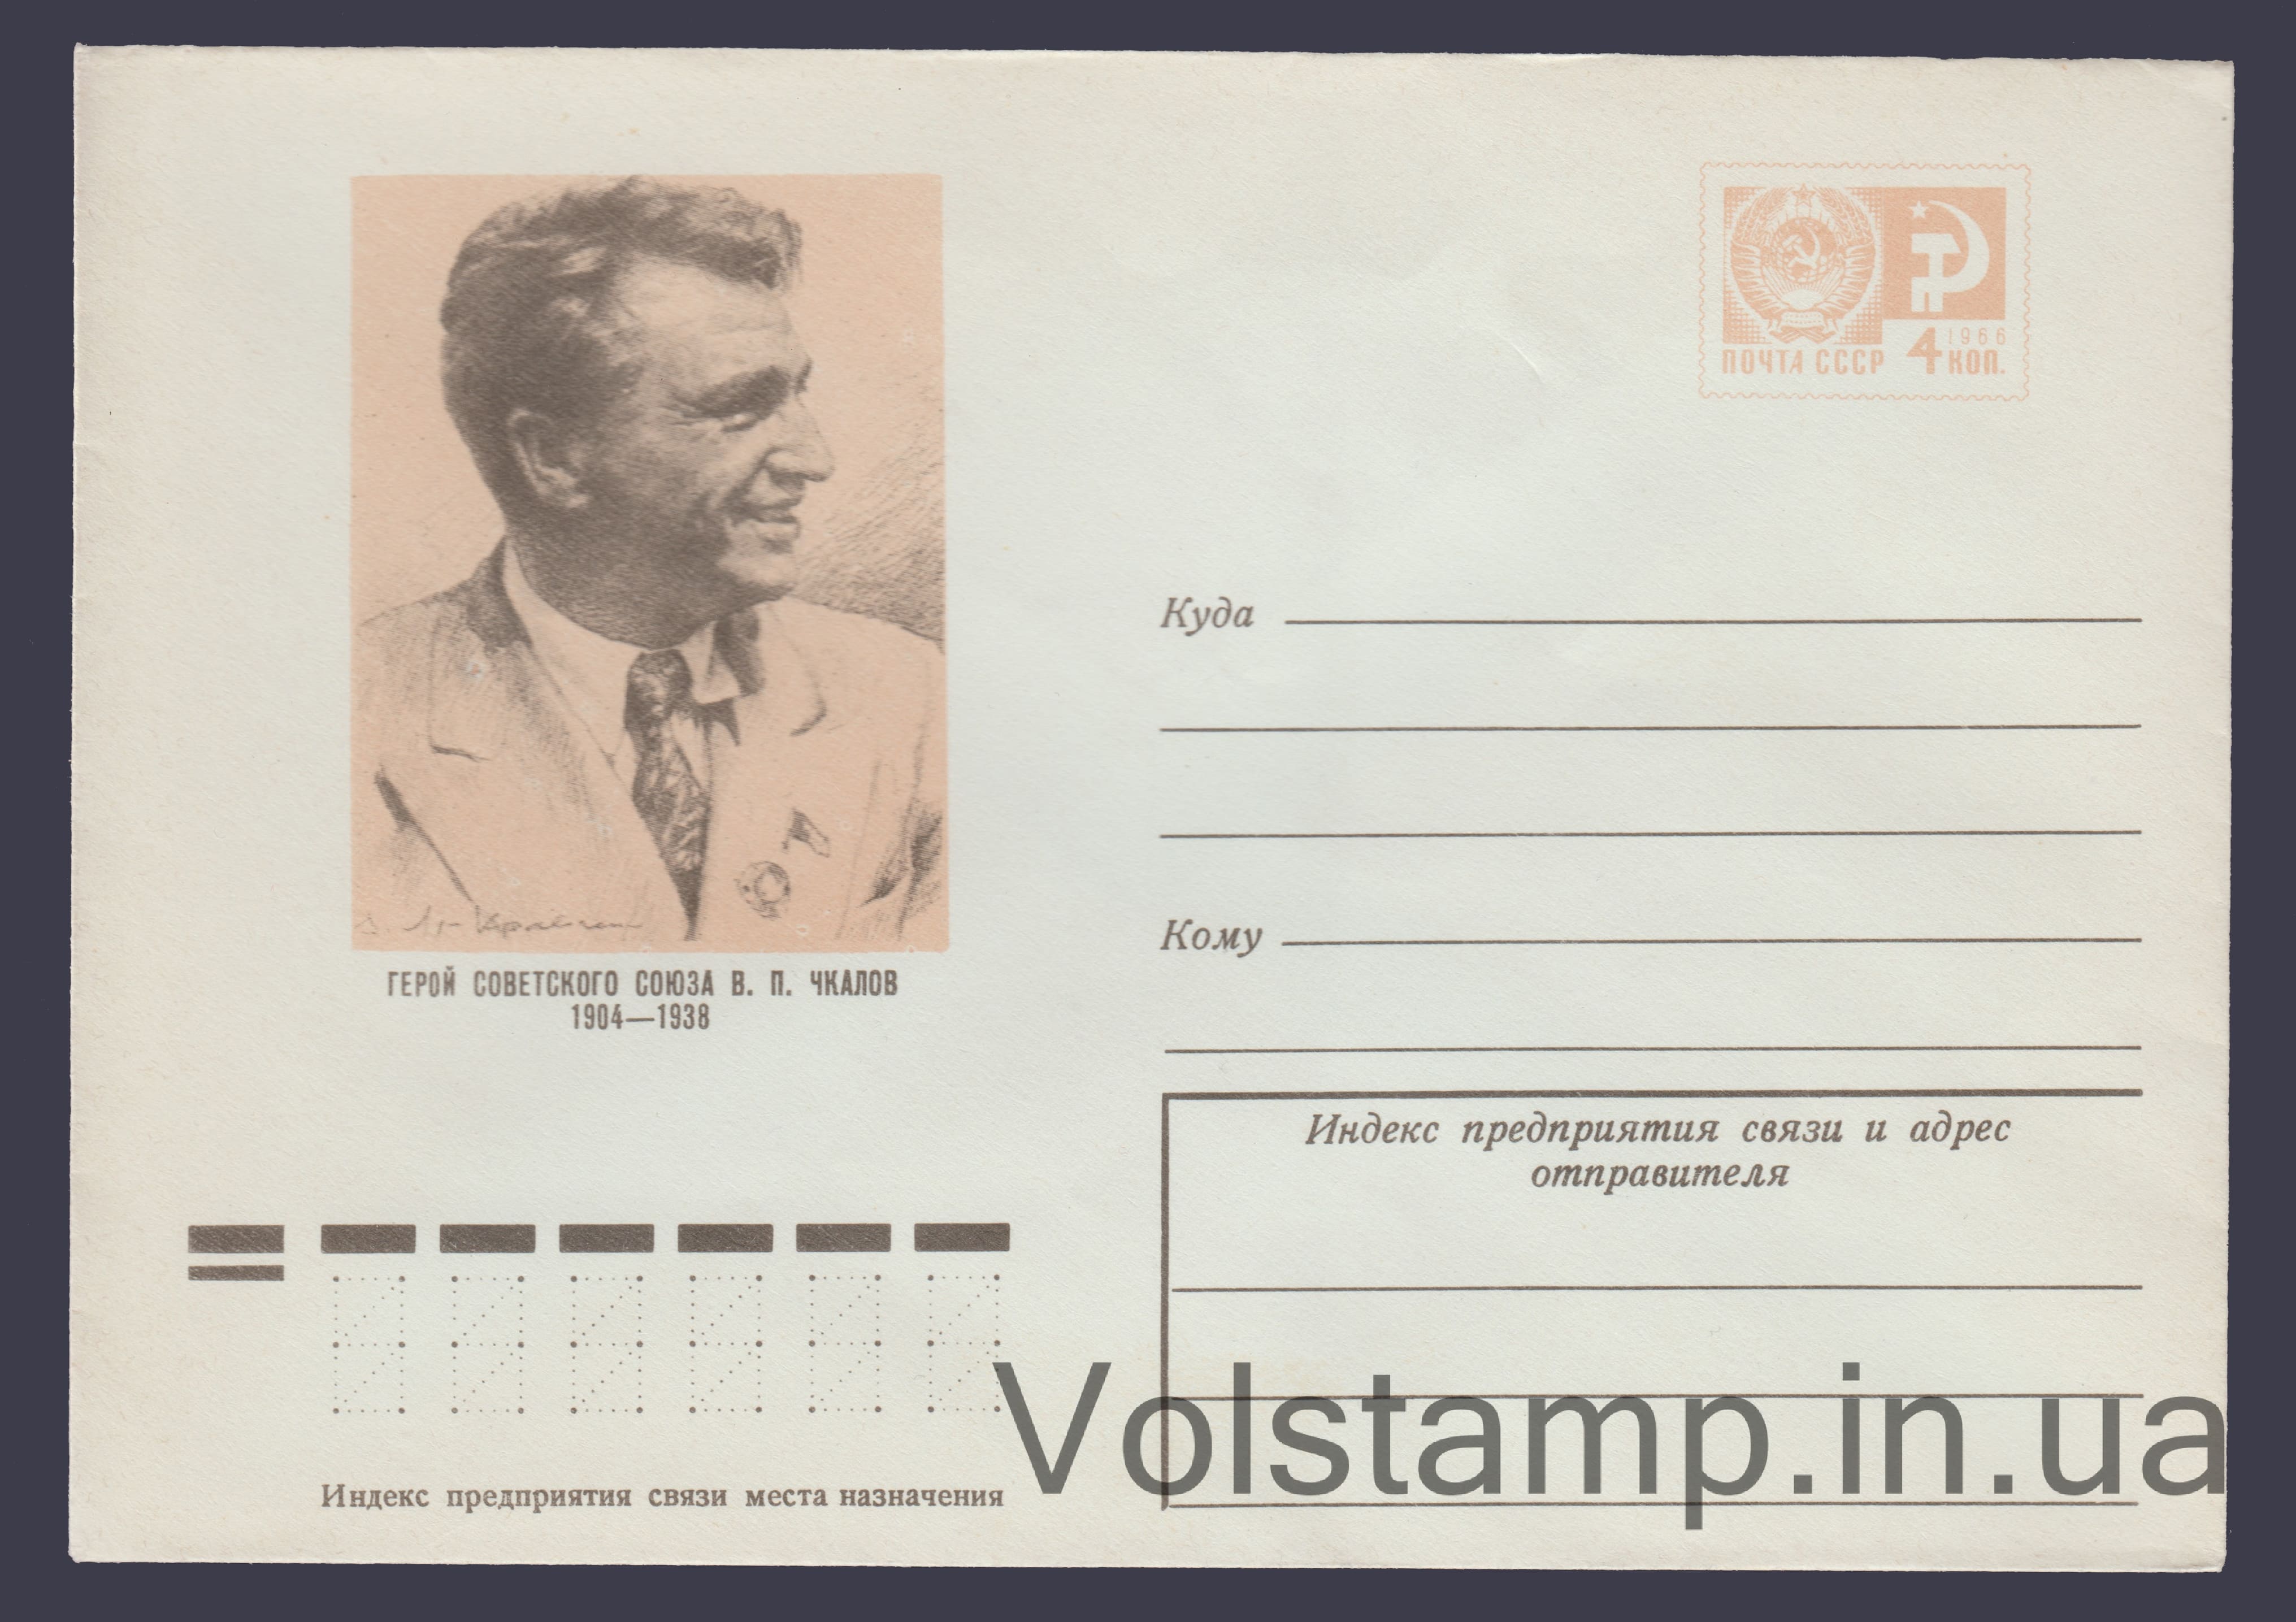 ПОЧТА СССР 4 1966 КОП.
Куда
Кому
ГЕРОЙ СОВЕТСКОГО СОЮЗА В. П. ЧКАЛОВ
1904—1938
Индекс предприятия связи и адрес
отправителя
Индекс предприятия связи места назначения
Volstamp.in.ua